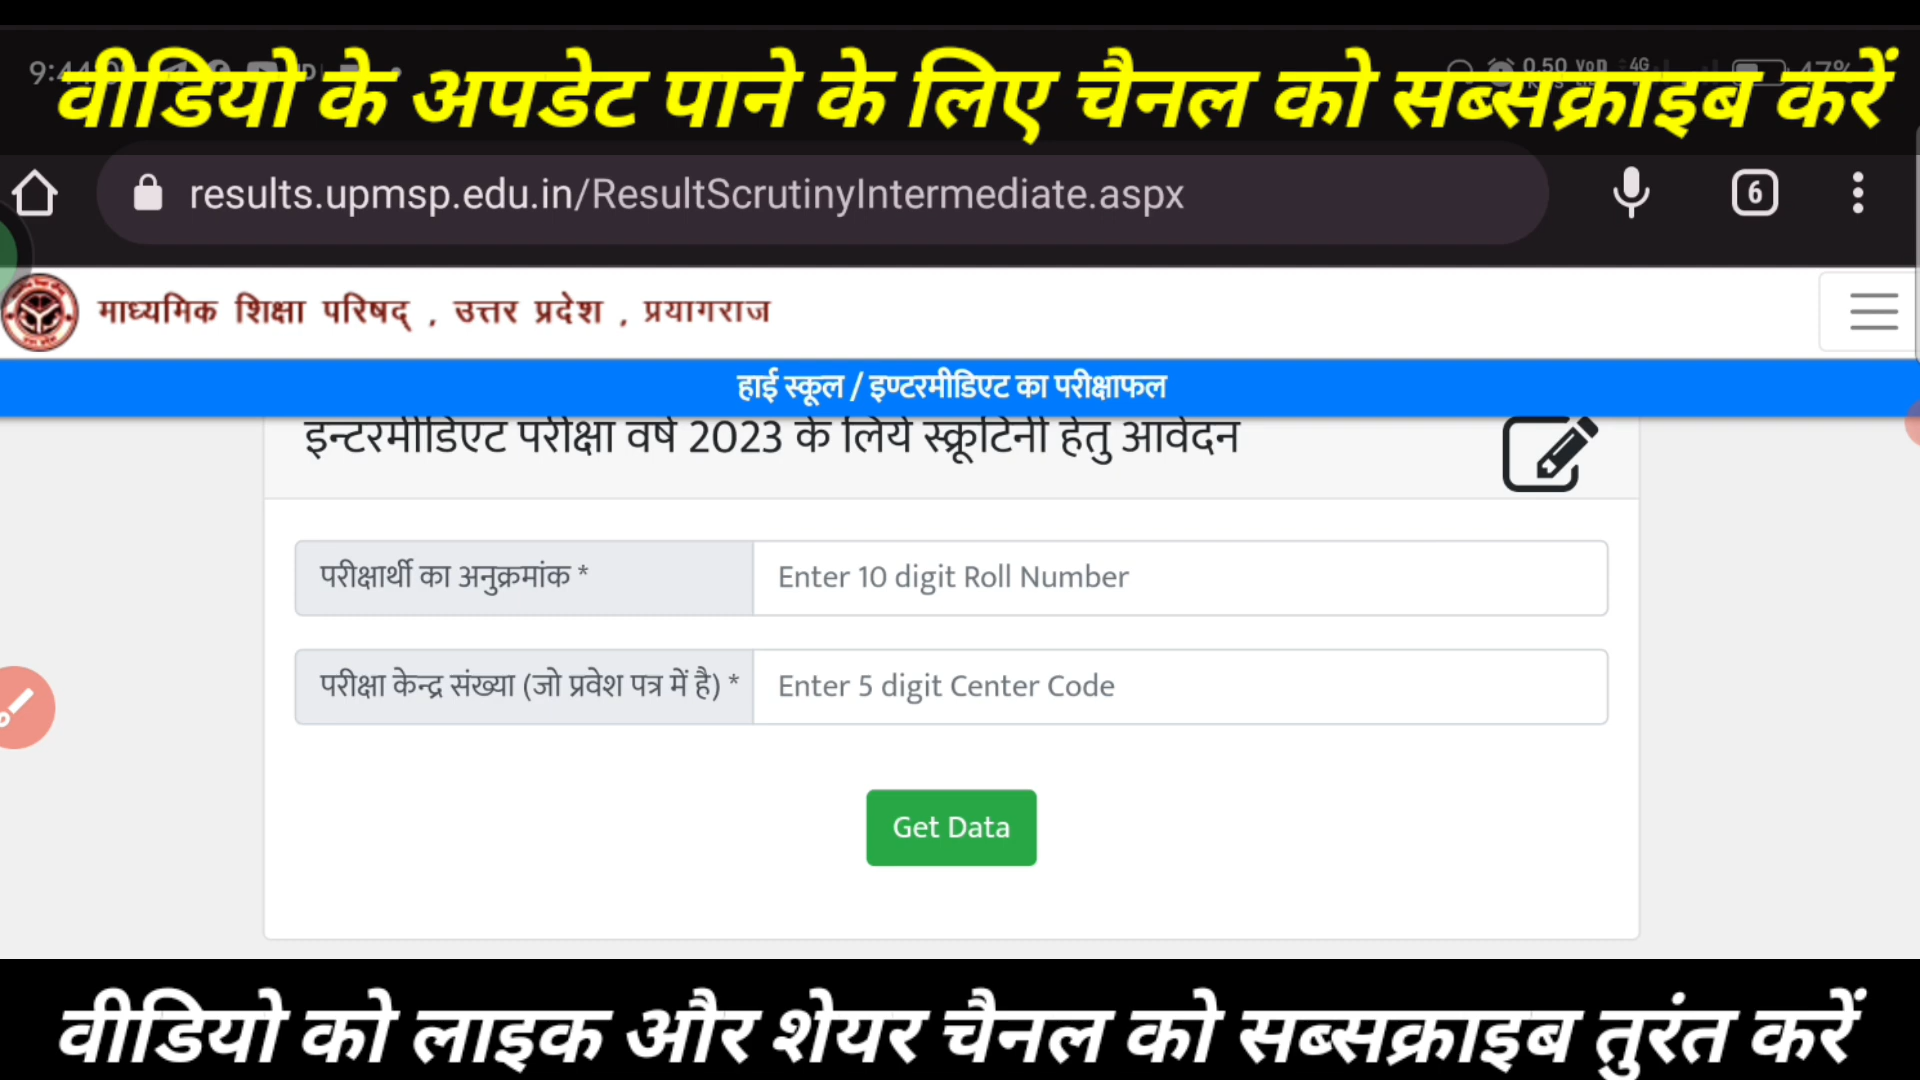 वीडियो के अपडेट पाने के लिए चैनल को सब्सक्राइब करें
results.upmsp.edu.in/ResultScrutinyIntermediate.aspx
6
माध्यमिक शिक्षा परिषद् , उत्तर प्रदेश , प्रयागराज
हाई स्कूल / इण्टरमीडिएट का परीक्षाफल
इन्टरमीडिएट परीक्षा वर्ष 2023 के लिये स्क्रूटिनी हेतु आवेदन
परीक्षार्थी का अनुक्रमांक *
Enter 10 digit Roll Number
परीक्षा केन्द्र संख्या (जो प्रवेश पत्र में है) *
Enter 5 digit Center Code
Get Data
वीडियो को लाइक और शेयर चैनल को सब्सक्राइब तुरंत करें